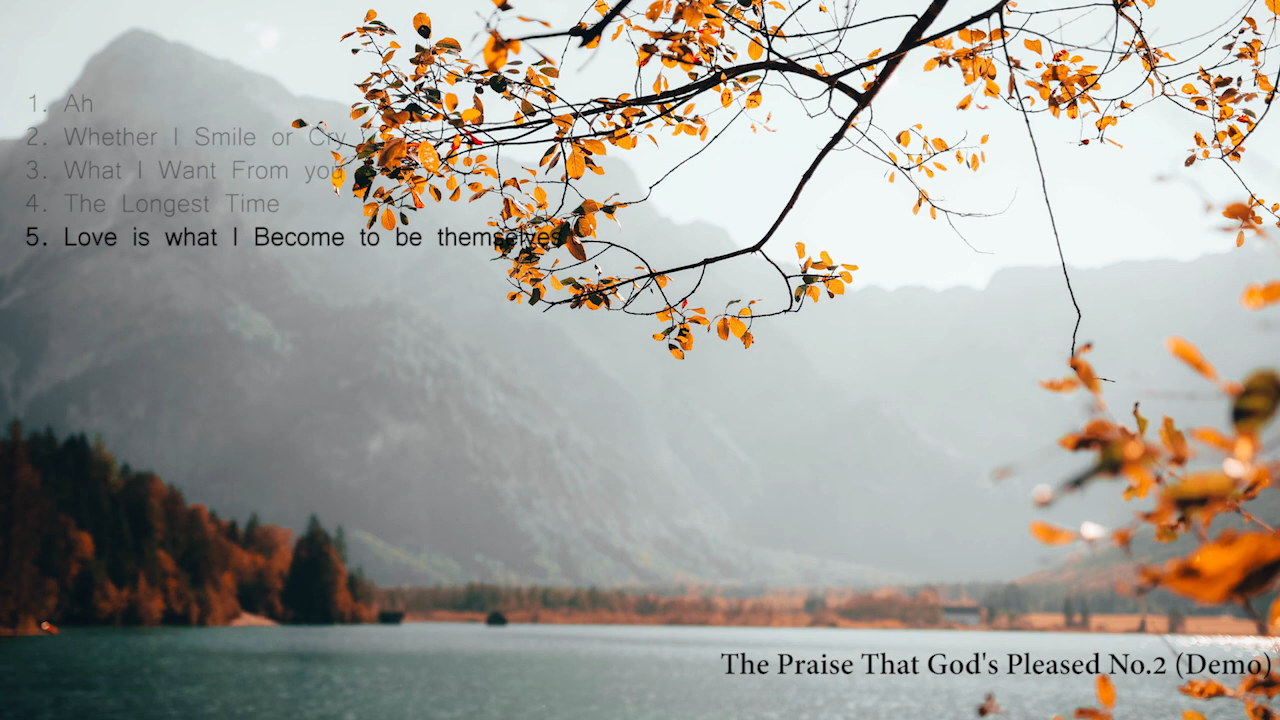 1. Ah
2. Whether I Smile or Cry
3. What I Want From you
4. The Longest Time
5. Love is what I Become to be themselves
The Praise That God's Pleased No.2 (Demo)